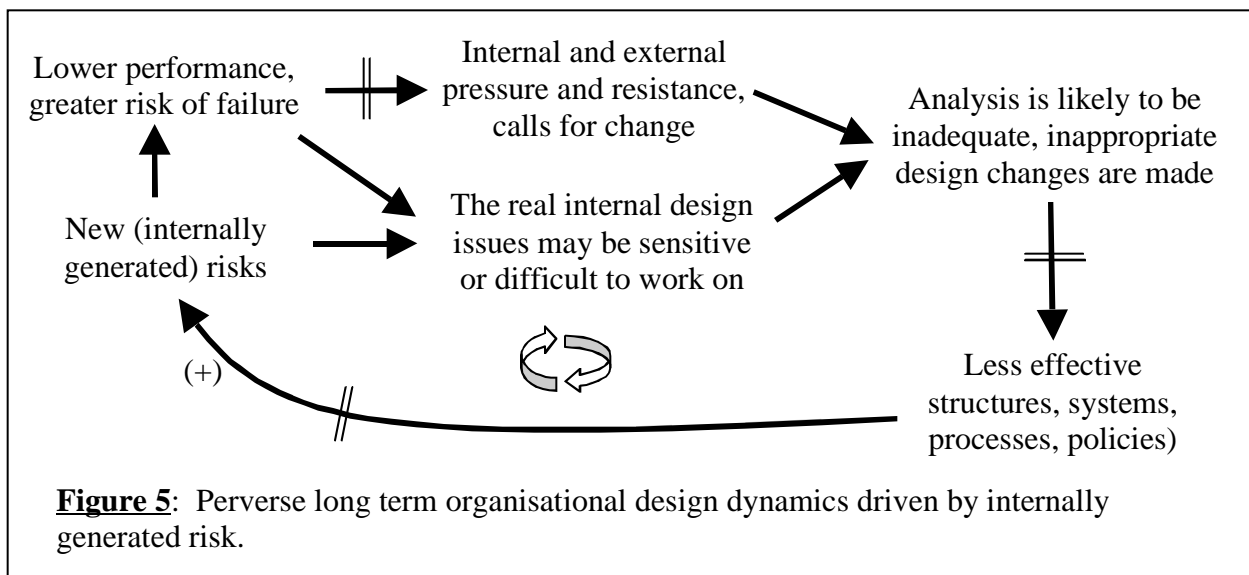 Lower performance,
greater risk of failure
Internal and external
pressure and resistance,
calls for change
Analysis is likely to be
inadequate, inappropriate
design changes are made
New (internally
generated) risks
The real internal design
issues may be sensitive
or difficult to work on
(+)
Less effective
structures, systems,
processes, policies)
Figure 5:  Perverse long term organisational design dynamics driven by internally
generated risk.